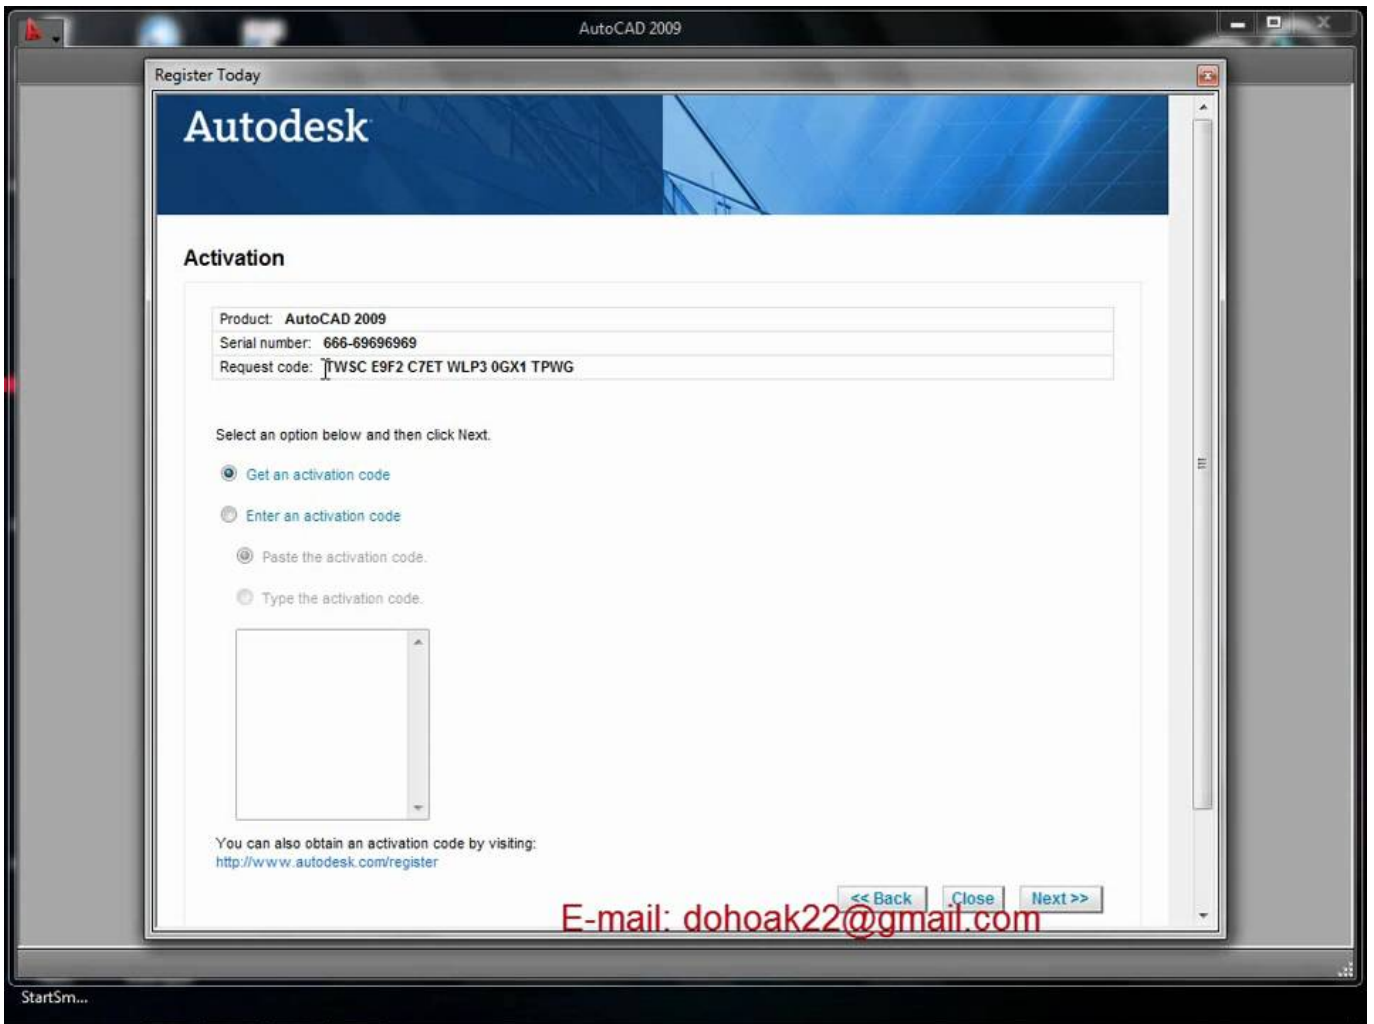 AutoCAD 2009
Register Today
Autodesk
Activation
Product: AutoCAD 2009
Serial number: 666-69696969
Request code: TWSC E9F2 C7ET WLP3 0GX1 TPWG
Select an option below and then click Next.
Get an activation code
Enter an activation code
Paste the activation code.
Type the activation code.
You can also obtain an activation code by visiting:
http://www.autodesk.com/register
<< Back Close Next >>
E-mail: dohoak22@gmail.com
StartSm...